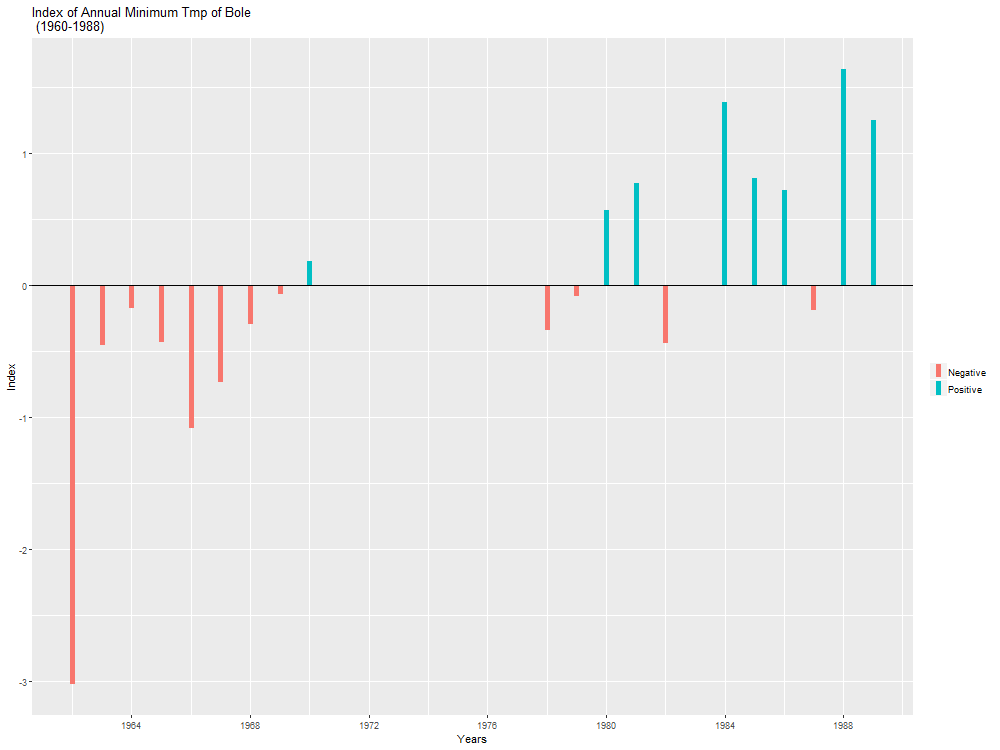 Index of Annual Minimum Tmp of Bole
(1960-1988)
1
0
-1
-2
-3
Index
1964 1968 1972 1976 1980 1984 1988
Years
Negative
Positive